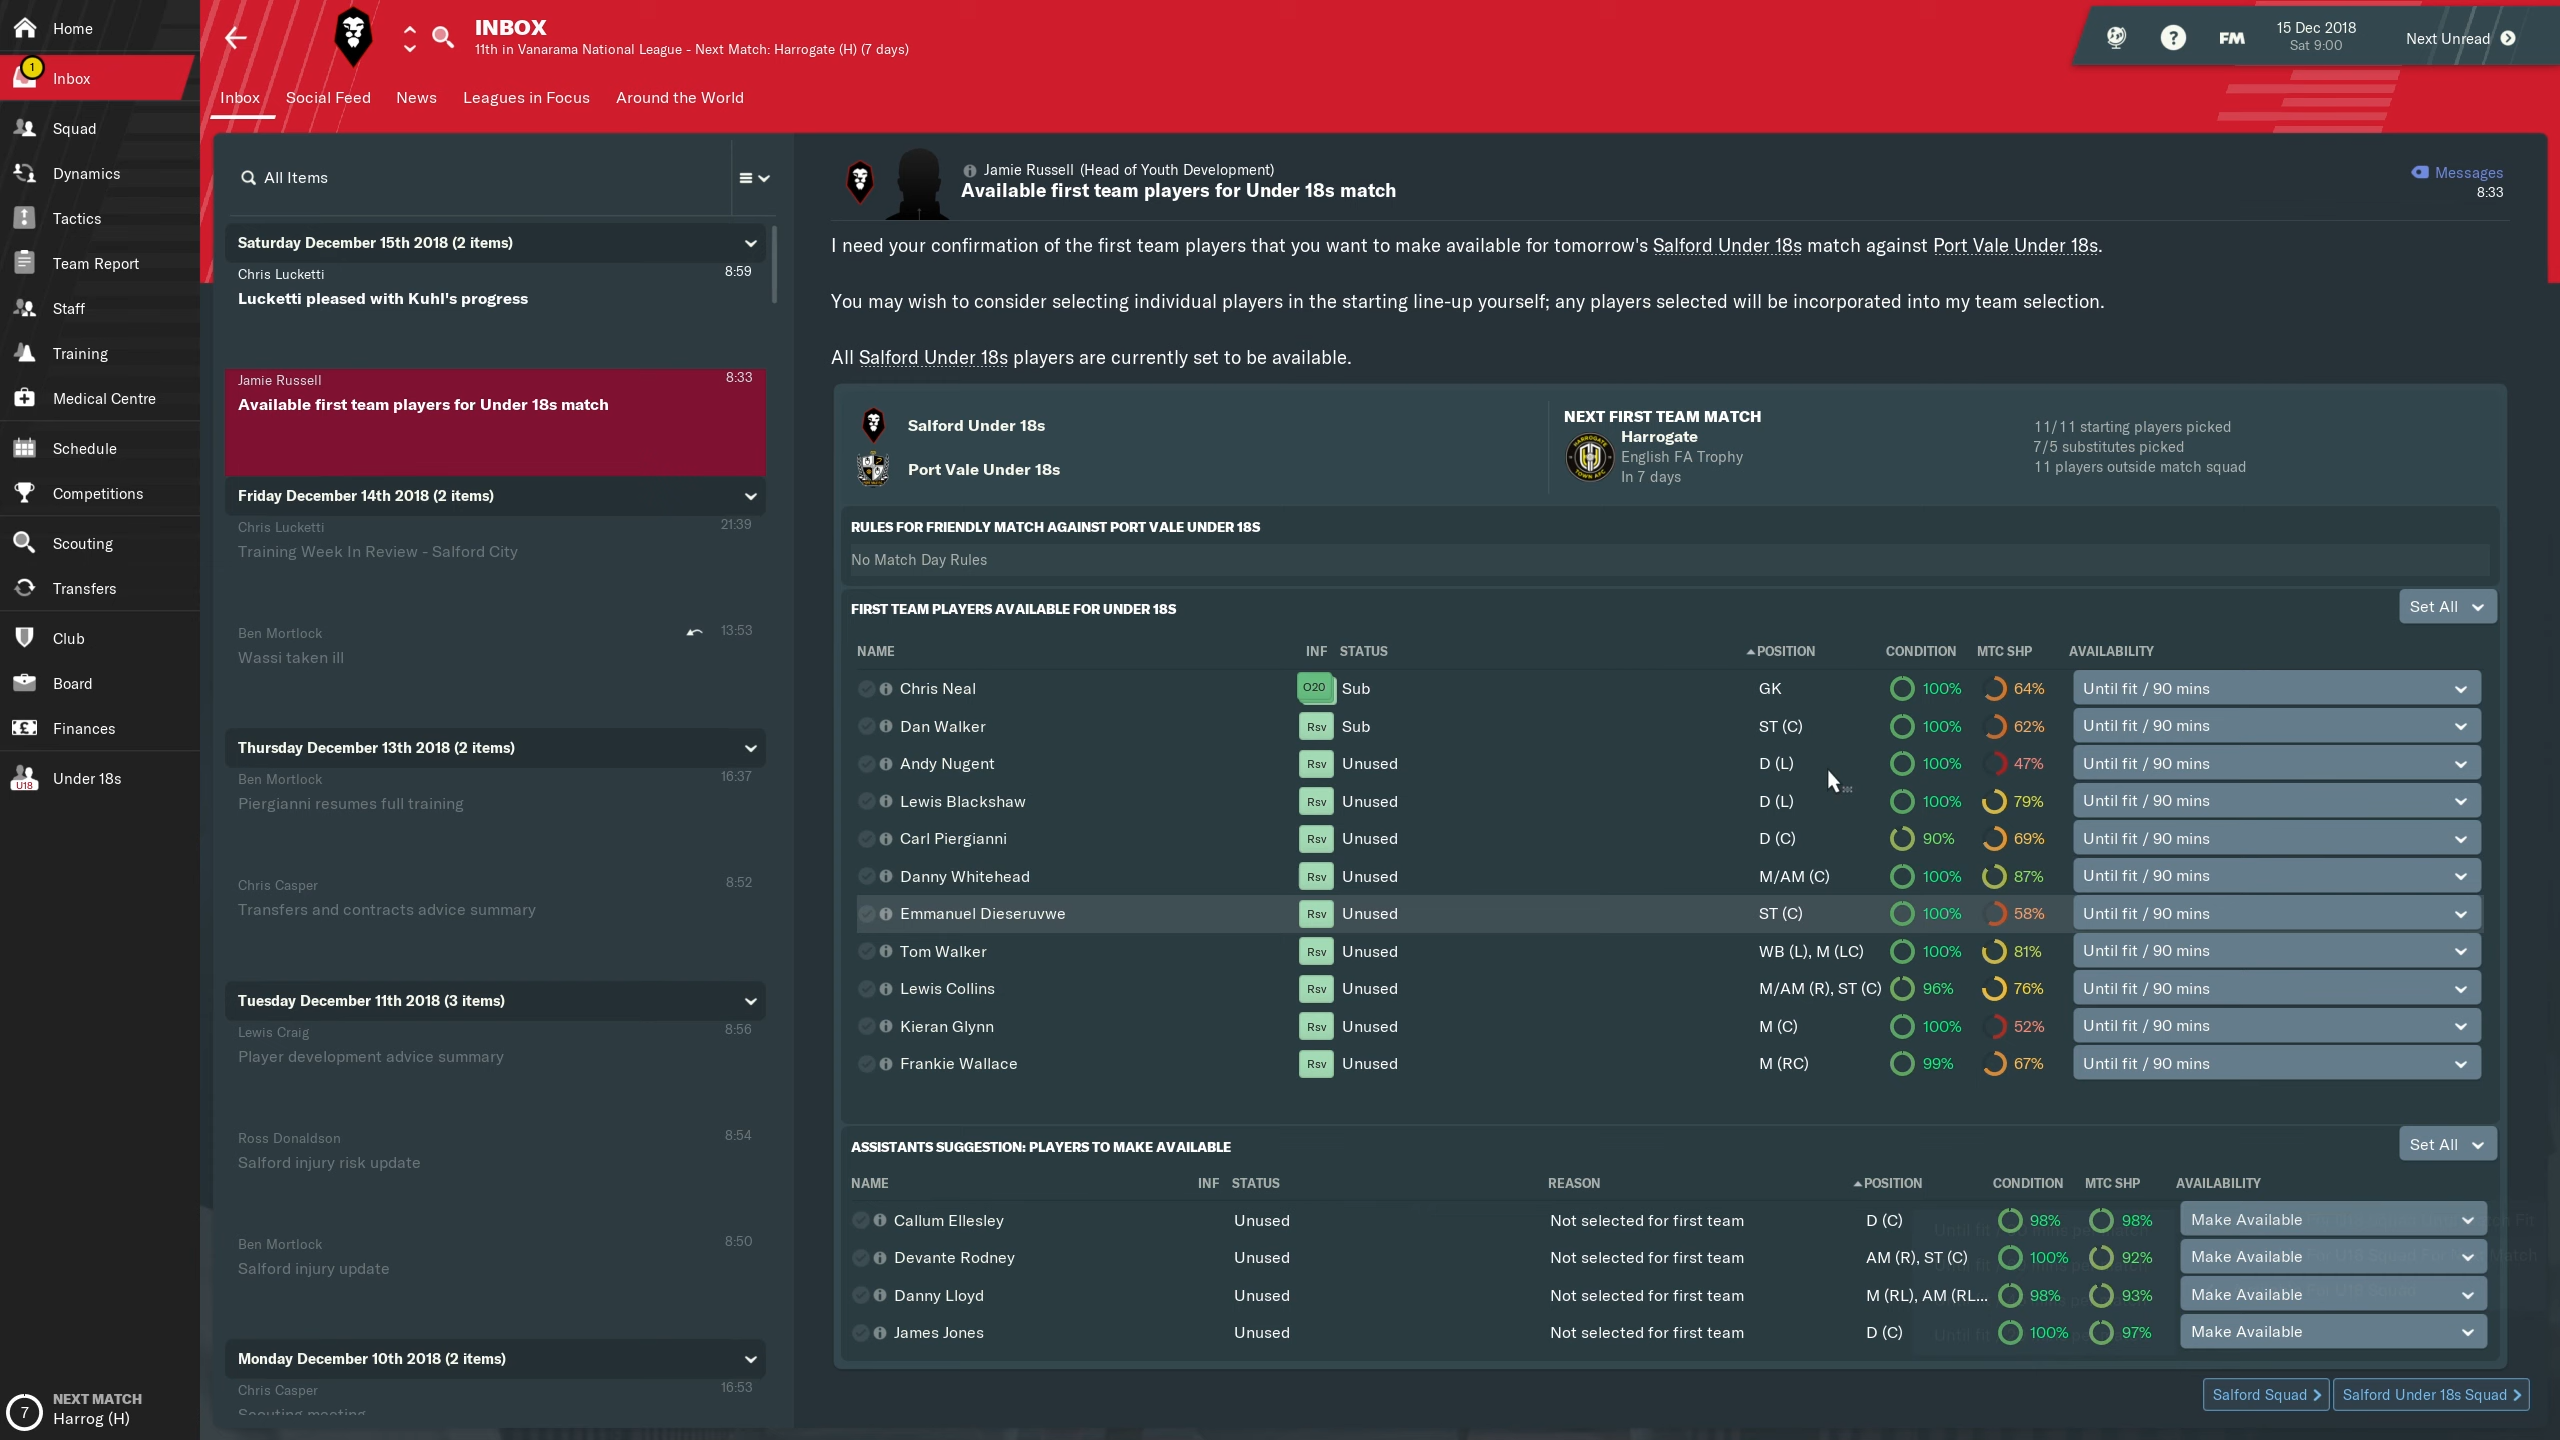 Home
1
Inbox
Squad
Dynamics
Tactics
Team Report
Staff
Training
Medical Centre
Schedule
Competitions
Scouting
Transfers
Club
Board
Finances
U18
Under 18s
7
NEXT MATCH
Harrog (H)
INBOX
11th in Vanarama National League - Next Match: Harrogate (H) (7 days)
?
FM
15 Dec 2018
Sat 9:00
Next Unread
Inbox Social Feed News Leagues in Focus Around the World
All Items
Saturday December 15th 2018 (2 items)
Chris Lucketti 8:59
Lucketti pleased with Kuhl's progress
Jamie Russell 8:33
Available first team players for Under 18s match
Friday December 14th 2018 (2 items)
Chris Lucketti 21:39
Training Week In Review - Salford City
Ben Mortlock 13:53
Wassi taken ill
Thursday December 13th 2018 (2 items)
Ben Mortlock 16:37
Piergianni resumes full training
Chris Casper 8:52
Transfers and contracts advice summary
Tuesday December 11th 2018 (3 items)
Lewis Craig 8:56
Player development advice summary
Ross Donaldson 8:54
Salford injury risk update
Ben Mortlock 8:50
Salford injury update
Monday December 10th 2018 (2 items)
Chris Casper 16:53
Scouting meeting
Jamie Russell (Head of Youth Development)
Available first team players for Under 18s match
Messages
8:33
I need your confirmation of the first team players that you want to make available for tomorrow's Salford Under 18s match against Port Vale Under 18s.
You may wish to consider selecting individual players in the starting line-up yourself; any players selected will be incorporated into my team selection.
All Salford Under 18s players are currently set to be available.
Salford Under 18s
Port Vale Under 18s
NEXT FIRST TEAM MATCH
Harrogate
English FA Trophy
In 7 days
11/11 starting players picked
7/5 substitutes picked
11 players outside match squad
RULES FOR FRIENDLY MATCH AGAINST PORT VALE UNDER 18S
No Match Day Rules
FIRST TEAM PLAYERS AVAILABLE FOR UNDER 18S Set All
NAME INF STATUS POSITION CONDITION MTC SHP AVAILABILITY
Chris Neal O20 Sub GK 100% 64% Until fit / 90 mins
Dan Walker Rsv Sub ST (C) 100% 62% Until fit / 90 mins
Andy Nugent Rsv Unused D (L) 100% 47% Until fit / 90 mins
Lewis Blackshaw Rsv Unused D (L) 100% 79% Until fit / 90 mins
Carl Piergianni Rsv Unused D (C) 90% 69% Until fit / 90 mins
Danny Whitehead Rsv Unused M/AM (C) 100% 87% Until fit / 90 mins
Emmanuel Dieseruvwe Rsv Unused ST (C) 100% 58% Until fit / 90 mins
Tom Walker Rsv Unused WB (L), M (LC) 100% 81% Until fit / 90 mins
Lewis Collins Rsv Unused M/AM (R), ST (C) 96% 76% Until fit / 90 mins
Kieran Glynn Rsv Unused M (C) 100% 52% Until fit / 90 mins
Frankie Wallace Rsv Unused M (RC) 99% 67% Until fit / 90 mins
ASSISTANTS SUGGESTION: PLAYERS TO MAKE AVAILABLE Set All
NAME INF STATUS REASON POSITION CONDITION MTC SHP AVAILABILITY
Callum Ellesley Unused Not selected for first team D (C) 98% 98% Make Available
Devante Rodney Unused Not selected for first team AM (R), ST (C) 100% 92% Make Available
Danny Lloyd Unused Not selected for first team M (RL), AM (RL... 98% 93% Make Available
James Jones Unused Not selected for first team D (C) 100% 97% Make Available
Salford Squad Salford Under 18s Squad